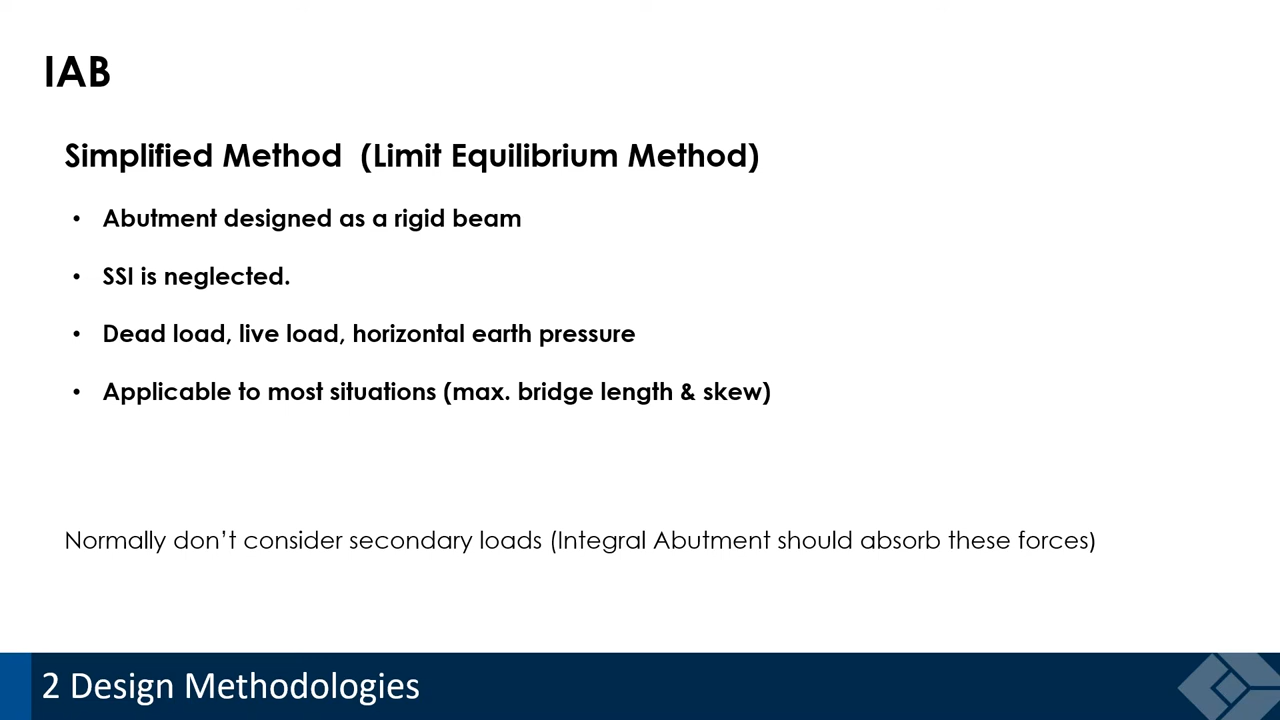 IAB
Simplified Method (Limit Equilibrium Method)
• Abutment designed as a rigid beam
• SSI is neglected.
• Dead load, live load, horizontal earth pressure
• Applicable to most situations (max. bridge length & skew)
Normally don’t consider secondary loads (Integral Abutment should absorb these forces)
2 Design Methodologies